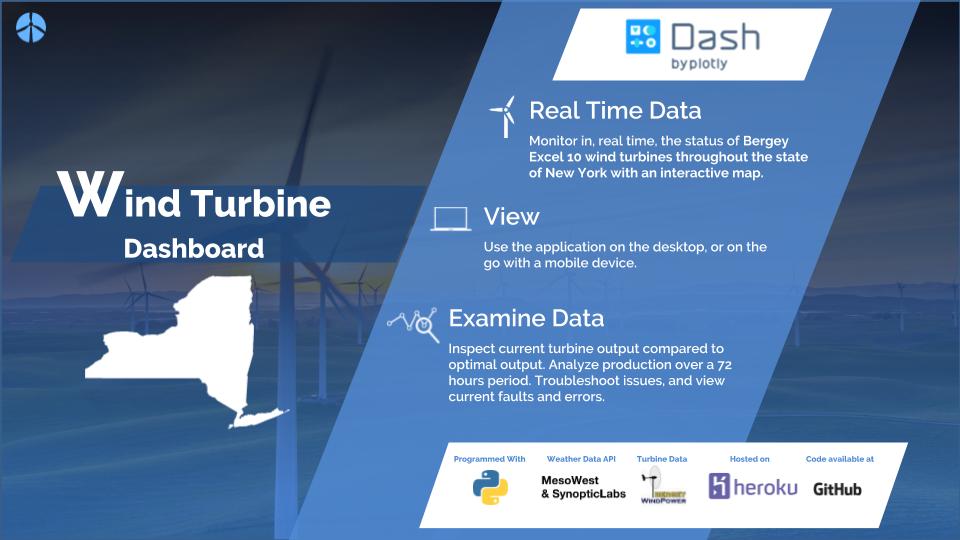 Dash
by plotly
Real Time Data
Monitor in, real time, the status of Bergey
Excel 10 wind turbines throughout the state
of New York with an interactive map.
Wind Turbine
Dashboard
View
Use the application on the desktop, or on the
go with a mobile device.
Examine Data
Inspect current turbine output compared to
optimal output. Analyze production over a 72
hours period. Troubleshoot issues, and view
current faults and errors.
Programmed With
Weather Data API
MesoWest
& SynopticLabs
Turbine Data
BERGEY
WINDPOWER
Hosted on
heroku
Code available at
GitHub